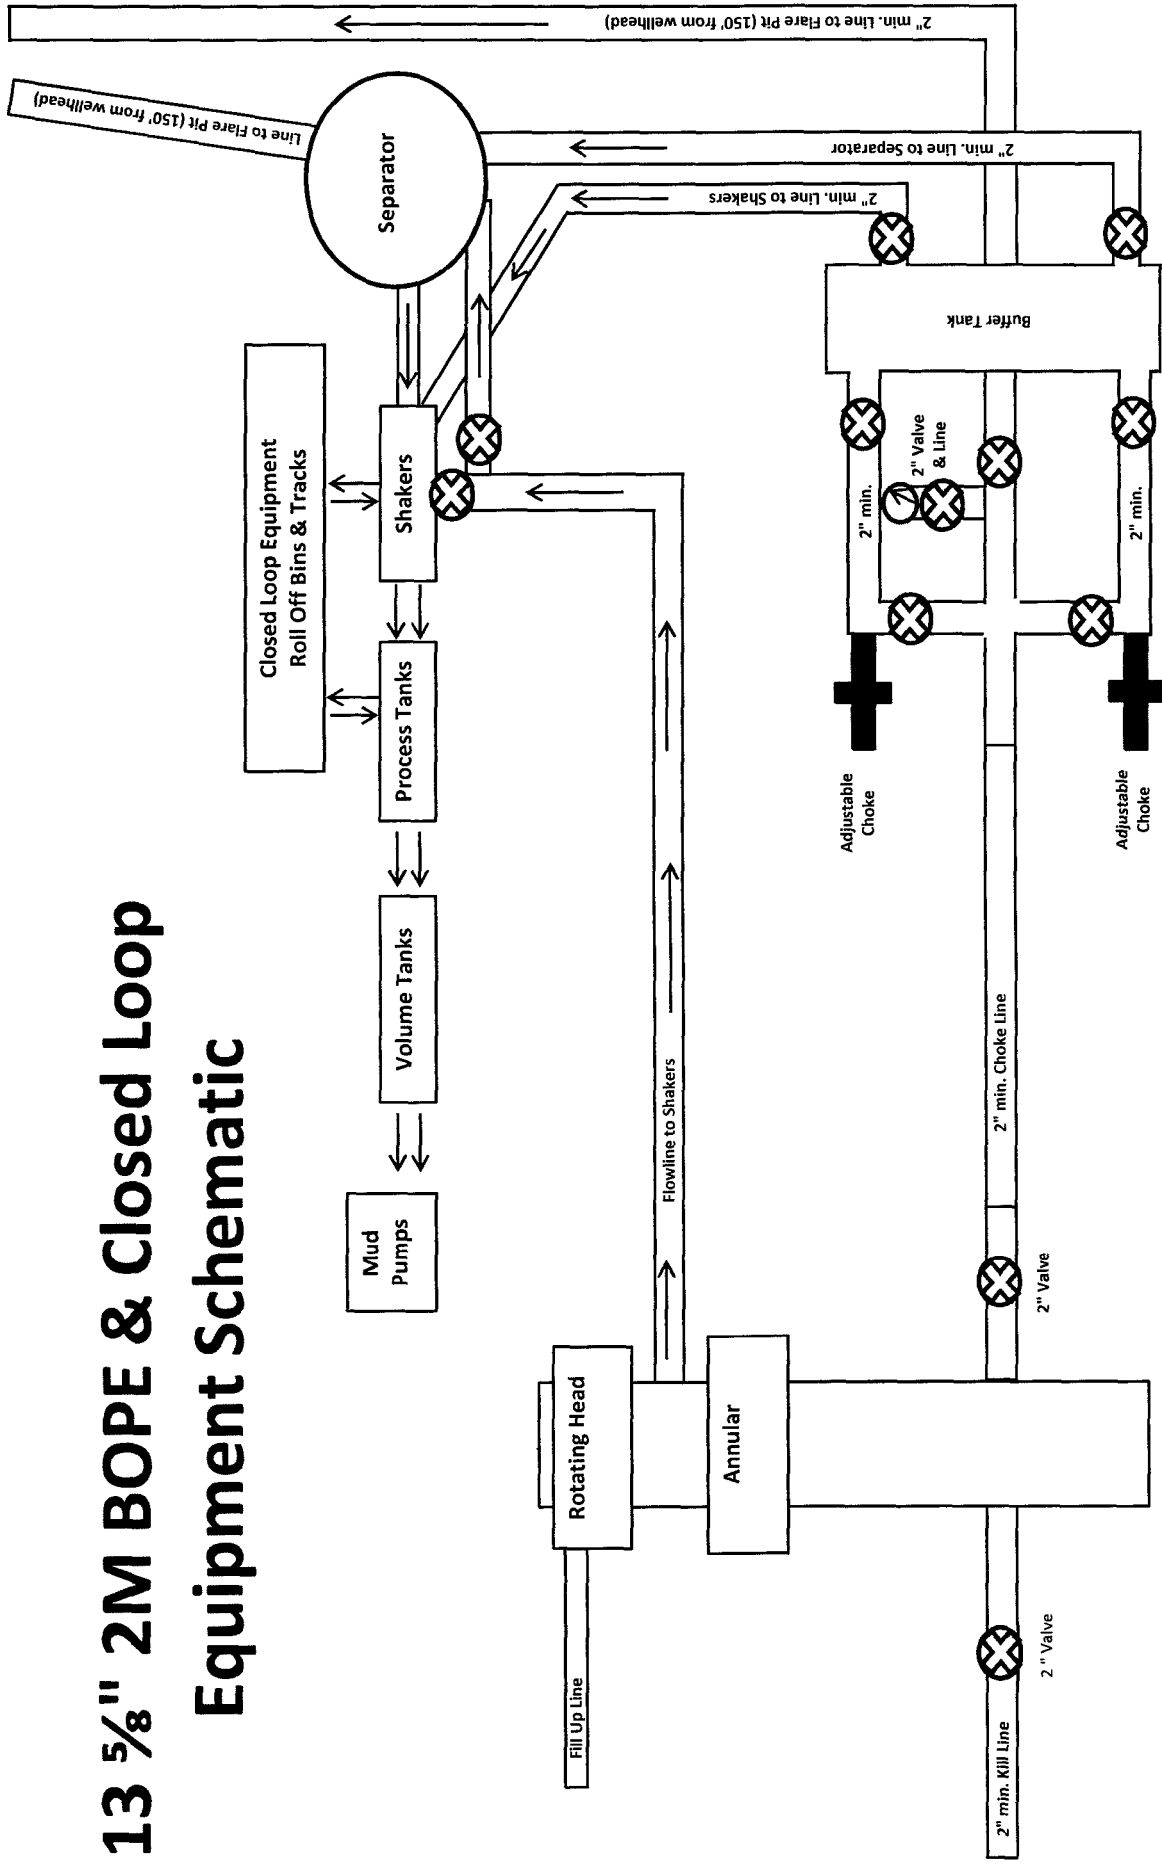 13 ⅝" 2M BOPE & Closed Loop
Equipment Schematic
Closed Loop Equipment
Roll Off Bins & Tracks
Mud
Pumps
Volume Tanks
Process Tanks
Shakers
Separator
Line to Flare Pit (150' from wellhead)
2" min. Line to Flare Pit (150' from wellhead)
Fill Up Line
Rotating Head
Annular
Flowline to Shakers
2" min. Line to Shakers
2" min. Line to Separator
Adjustable
Choke
2" min.
2" Valve
& Line
Buffer Tank
2" min. Kill Line
2 " Valve
2" Valve
2" min. Choke Line
Adjustable
Choke
2" min.